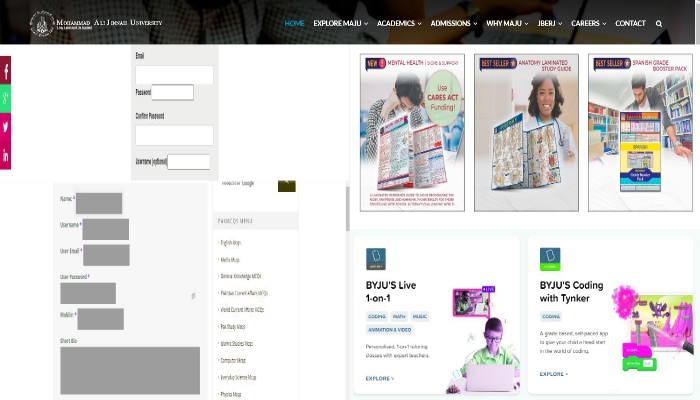 MOHAMMAD ALI JINNAH UNIVERSITY
HOME
EXPLORE MAJU
ACADEMICS
ADMISSIONS
WHY MAJU
JBERJ
CAREERS
CONTACT
Email
Password
Confirm Password
Username (optional)
Name: *
Username *
User Email *
User Password *
Mobile: *
Short Bio
Google
PAKMCQS MENU
English Mcqs
Maths Mcqs
General Knowledge MCQs
Pakistan Current Affairs MCQs
World Current Affairs MCQs
Pak Study Mcqs
Islamic Studies Mcqs
Computer Mcqs
Everyday Science Mcqs
Physics Mcqs
NEW
MENTAL HEALTH | SIGNS & SUPPORT
Use
CARES ACT
Funding!
BEST SELLER
ANATOMY LAMINATED
STUDY GUIDE
BEST SELLER
SPANISH GRADE
BOOSTER PACK
BYJU'S Live
1-on-1
CODING
MATH
MUSIC
ANIMATION & VIDEO
Personalised, 1-on-1 tutoring
classes with expert teachers.
EXPLORE >
LIVE
BYJU'S Coding
with Tynker
CODING
A grade based, self-paced app
to give your child a head start
in the world of coding.
EXPLORE >